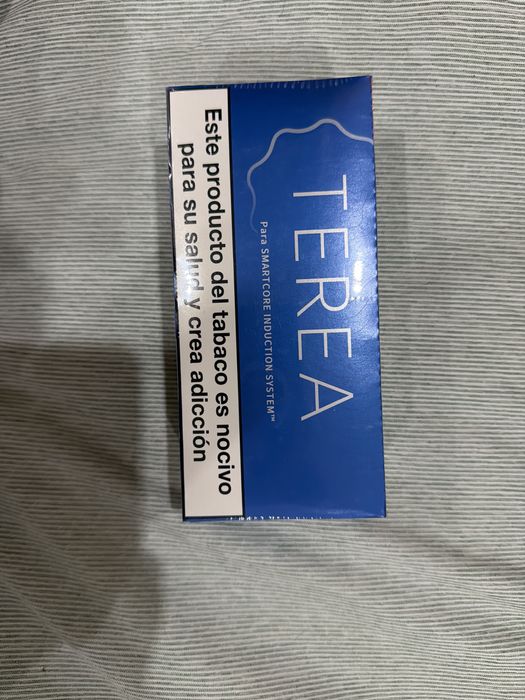 TEREA
Para SMARTCORE INDUCTION SYSTEM™
Este producto del tabaco es nocivo
para su salud y crea adicción